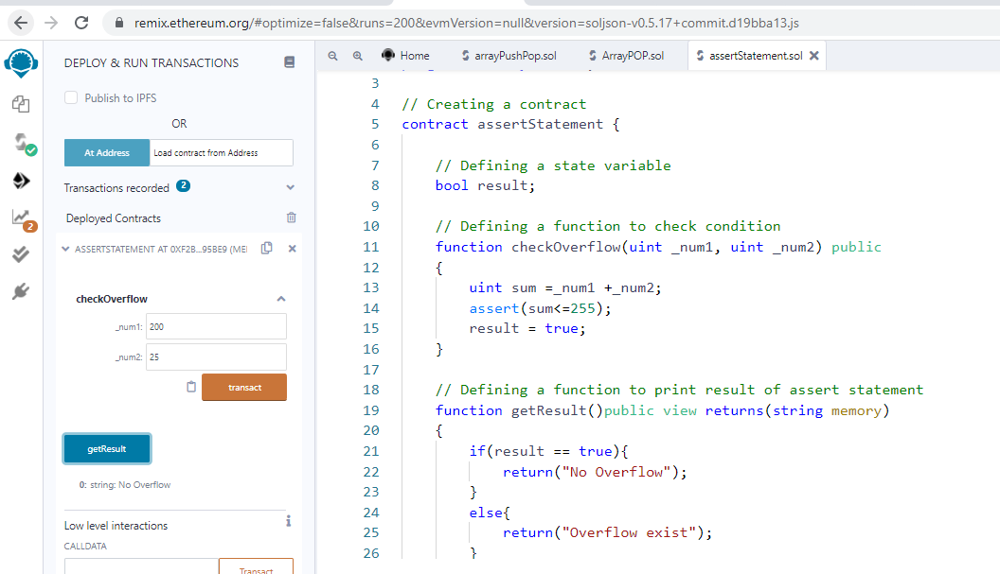 remix.ethereum.org/#optimize=false&runs=200&evmVersion=null&version=soljson-v0.5.17+commit.d19bba13.js
DEPLOY & RUN TRANSACTIONS
Publish to IPFS
OR
At Address
Load contract from Address
Transactions recorded 2
Deployed Contracts
2
ASSERTSTATEMENT AT 0XF28...95BE9 (ME
checkOverflow
_num1: 200
_num2: 25
transact
getResult
0: string: No Overflow
Low level interactions
i
CALLDATA
Transact
Home
arrayPushPop.sol
ArrayPOP.sol
assertStatement.sol
3
4 // Creating a contract
5 contract assertStatement {
6
7 // Defining a state variable
8 bool result;
9
10 // Defining a function to check condition
11 function checkOverflow(uint _num1, uint _num2) public
12 {
13 uint sum =_num1 +_num2;
14 assert(sum<=255);
15 result = true;
16 }
17
18 // Defining a function to print result of assert statement
19 function getResult()public view returns(string memory)
20 {
21 if(result == true){
22 return("No Overflow");
23 }
24 else{
25 return("Overflow exist");
26 }